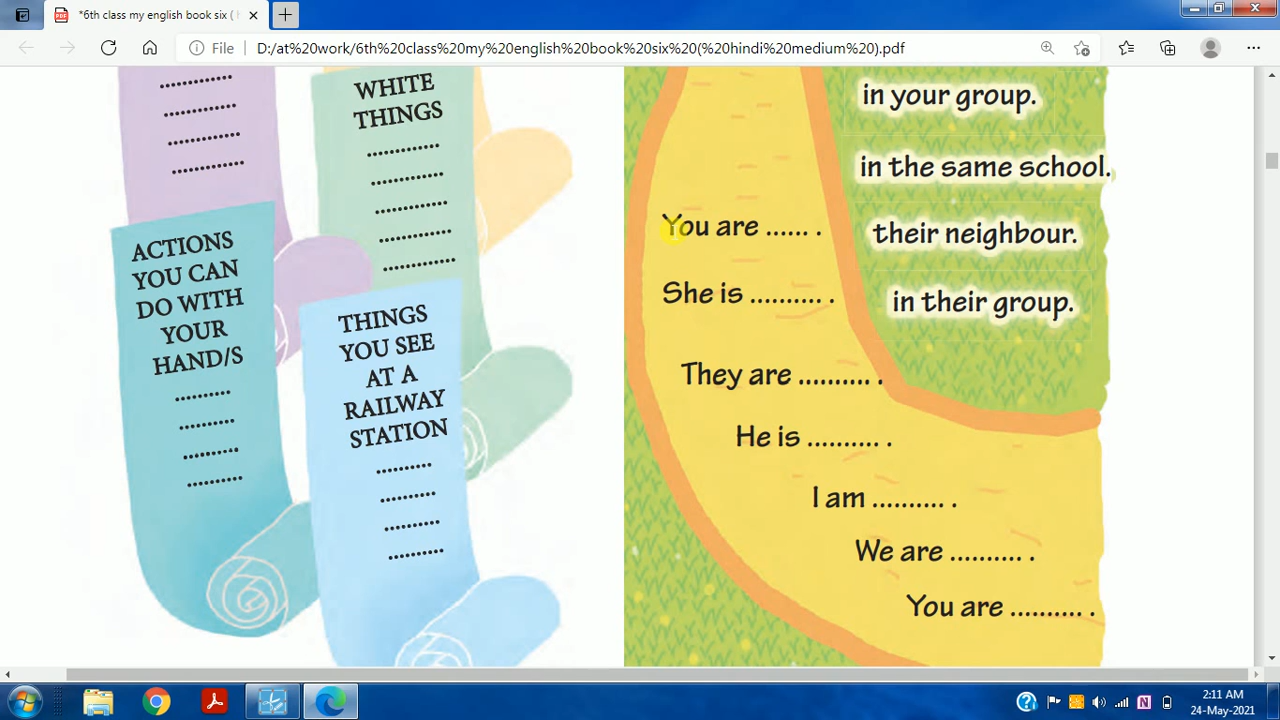 *6th class my english book six ( h
File
D:/at%20work/6th%20class%20my%20english%20book%20six%20(%20hindi%20medium%20).pdf
..........
..........
..........
..........
WHITE
THINGS
..........
..........
..........
..........
..........
ACTIONS
YOU CAN
DO WITH
YOUR
HAND/S
..........
..........
..........
..........
THINGS
YOU SEE
AT A
RAILWAY
STATION
..........
..........
..........
..........
in your group.
in the same school.
their neighbour.
in their group.
You are ...... .
She is .......... .
They are .......... .
He is .......... .
I am .......... .
We are .......... .
You are .......... .
2:11 AM
24-May-2021